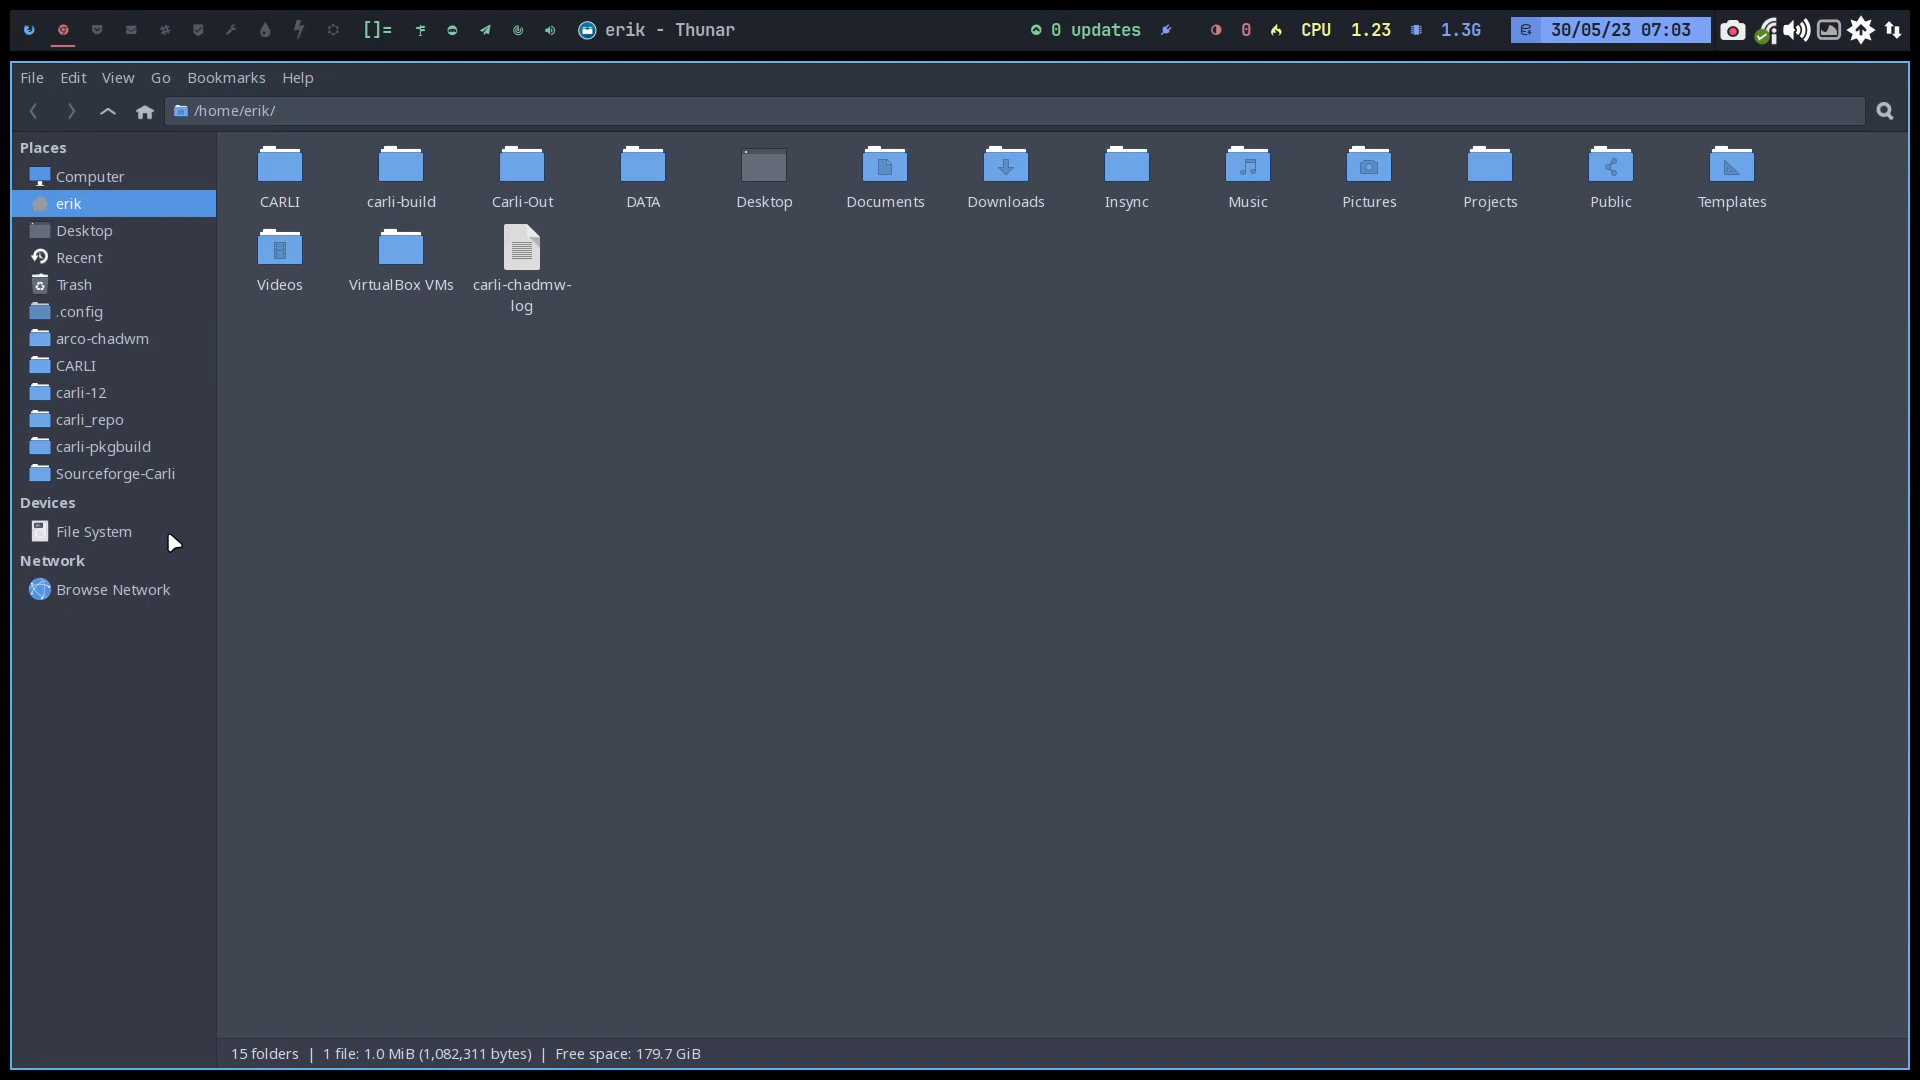 []= erik - Thunar 0 updates 0 CPU 1.23 1.3G 30/05/23 07:03
File Edit View Go Bookmarks Help
/home/erik/
Places
Computer
erik
Desktop
Recent
Trash
.config
arco-chadwm
CARLI
carli-12
carli_repo
carli-pkgbuild
Sourceforge-Carli
Devices
File System
Network
Browse Network
CARLI carli-build Carli-Out DATA Desktop Documents Downloads Insync Music Pictures Projects Public Templates
Videos VirtualBox VMs carli-chadmw-
log
15 folders | 1 file: 1.0 MiB (1,082,311 bytes) | Free space: 179.7 GiB